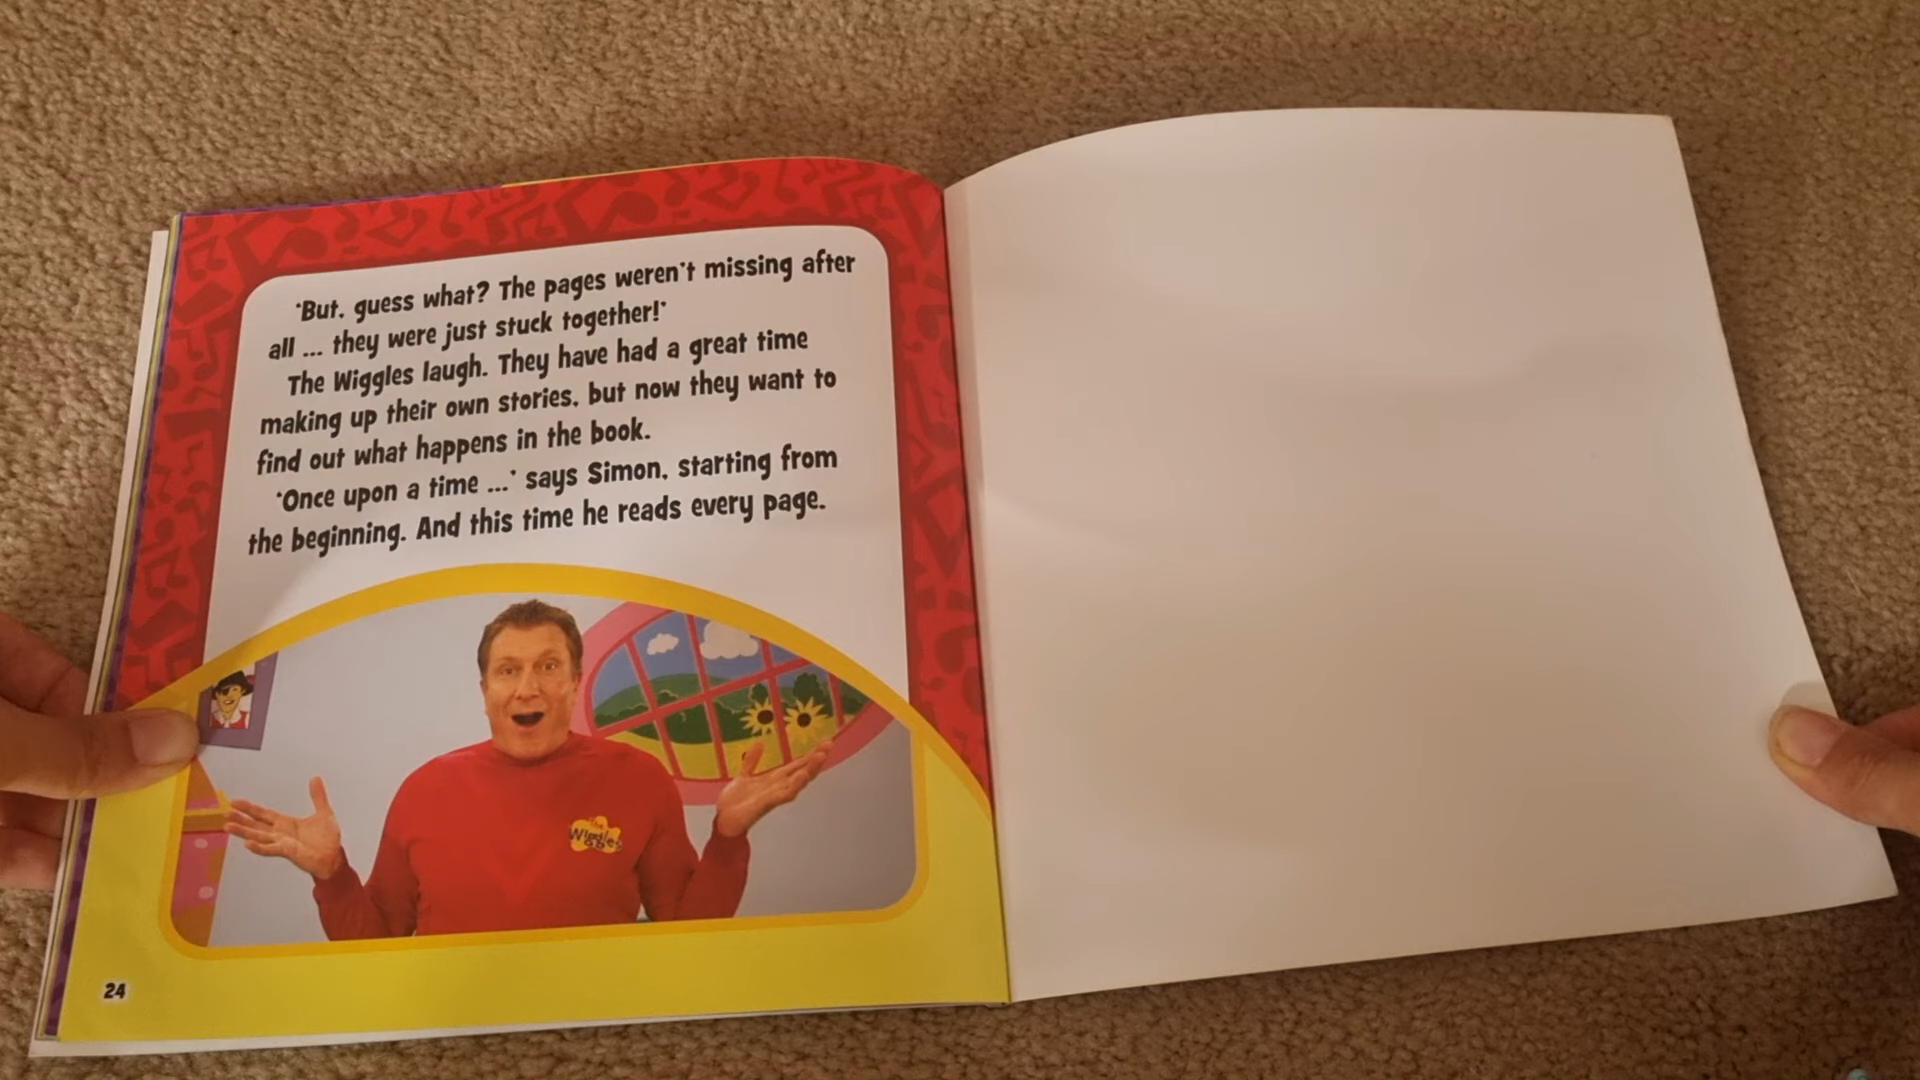 'But, guess what? The pages weren't missing after
all ... they were just stuck together!'
The Wiggles laugh. They have had a great time
making up their own stories, but now they want to
find out what happens in the book.
'Once upon a time ...' says Simon, starting from
the beginning. And this time he reads every page.
The
Wiggles
24